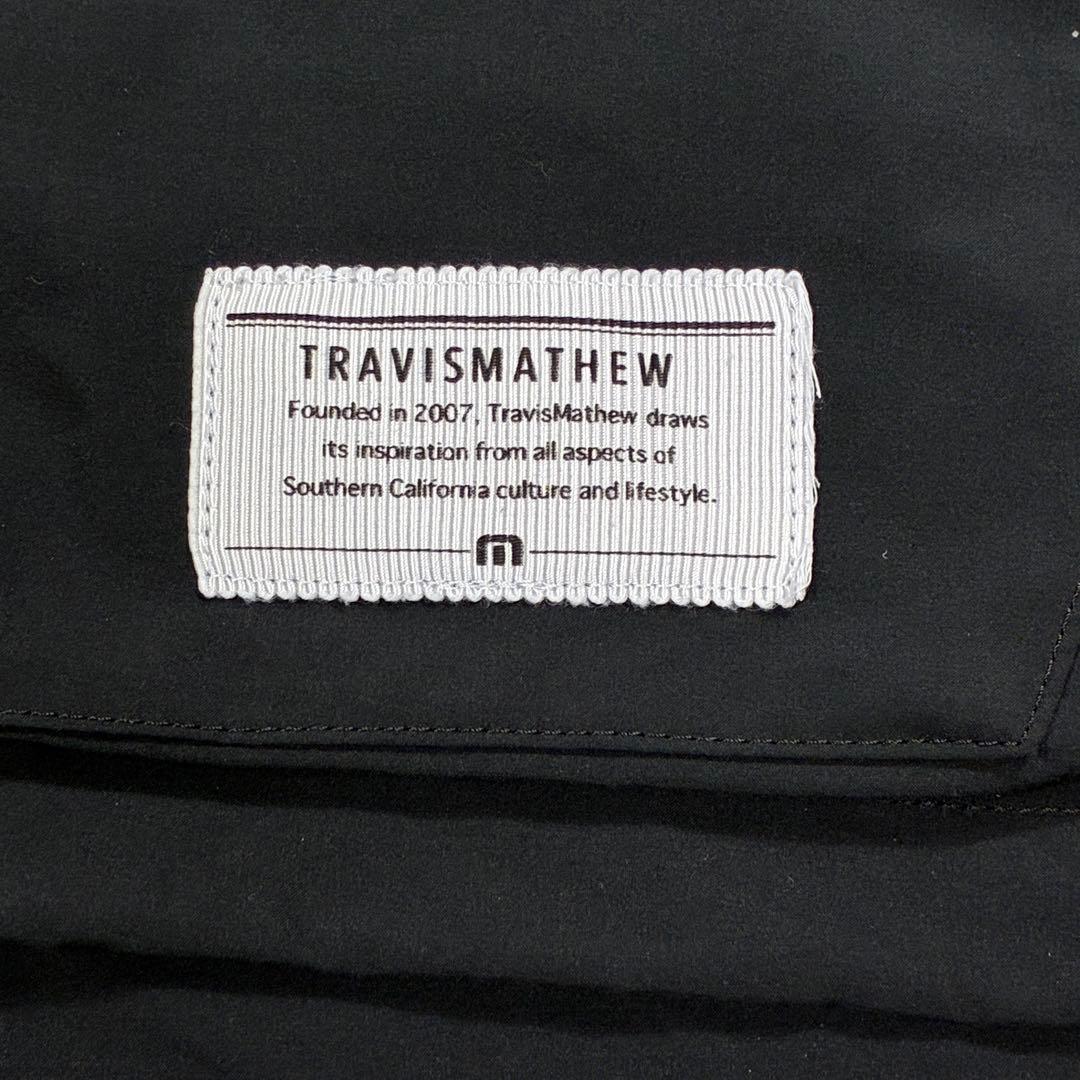 TRAVISMATHEW
Founded in 2007, TravisMathew draws
its inspiration from all aspects of
Southern California culture and lifestyle.